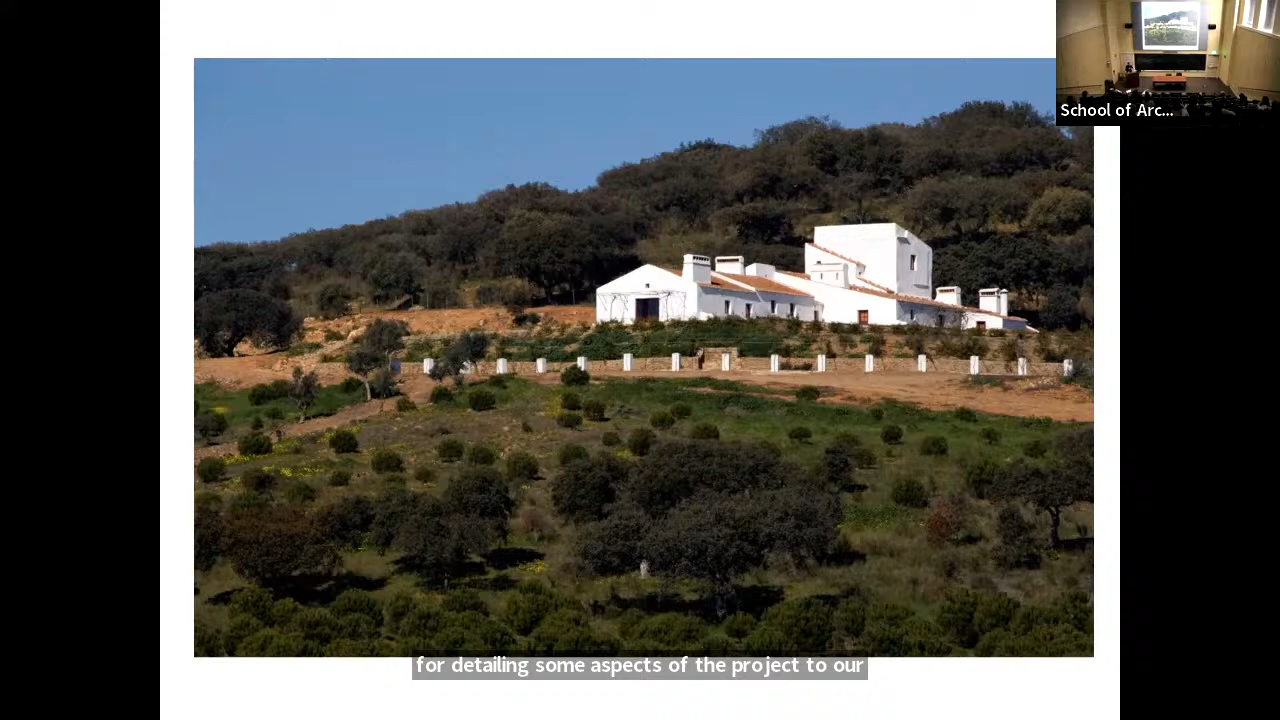 School of Arc...
for detailing some aspects of the project to our